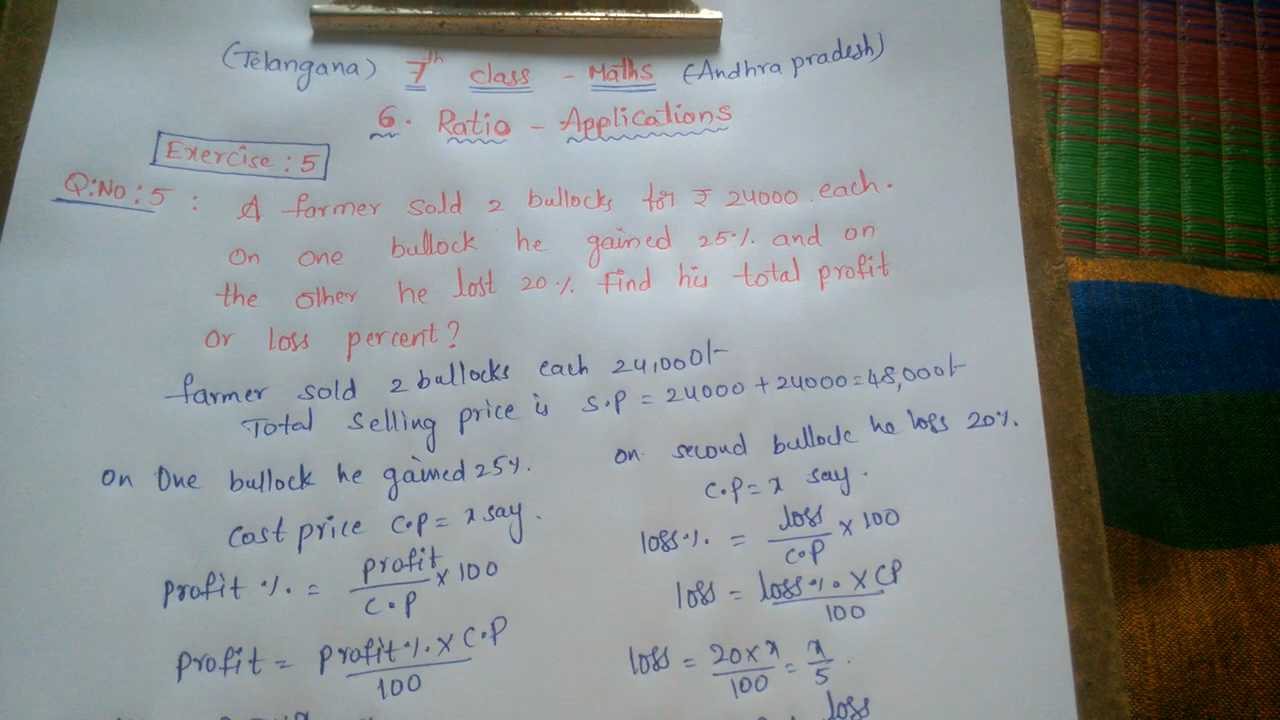 (Telangana) 7th class - Maths (Andhra pradesh)
6. Ratio - Applications
Exercise : 5
Q:No:5 : A farmer sold 2 bullocks for ₹ 24000 each.
On one bullock he gained 25% and on
the other he lost 20% Find his total profit
or loss percent?
farmer sold 2 bullocks each 24,000/-
Total selling price is S.P = 24000 + 24000 = 48,000/-
on One bullock he gained 25%.
Cost price C.P = x say.
profit % = profit / C.P × 100
profit = profit % × C.P / 100
on second bullock he loss 20%.
C.P = x say.
loss % = loss / C.P × 100
loss = loss % × CP / 100
loss = 20 × x / 100 = x / 5.
loss